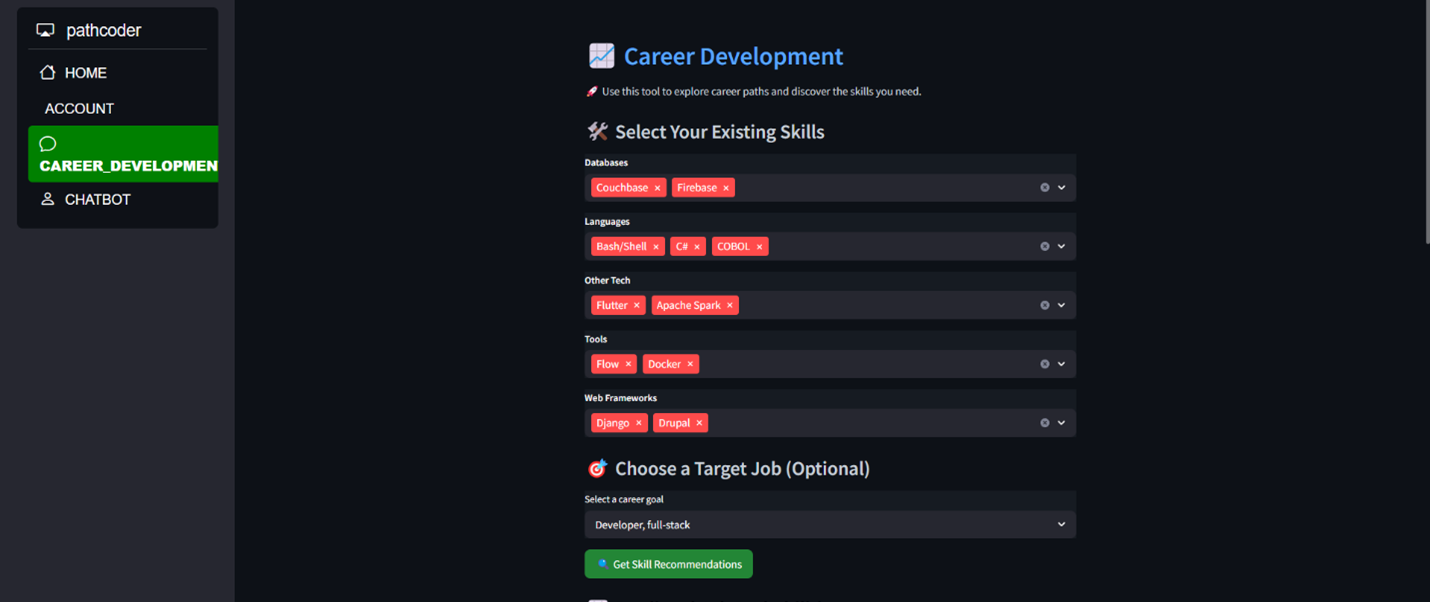 pathcoder
HOME
ACCOUNT
CAREER_DEVELOPMEN
CHATBOT
Career Development
Use this tool to explore career paths and discover the skills you need.
Select Your Existing Skills
Databases
Couchbase × Firebase ×
Languages
Bash/Shell × C# × COBOL ×
Other Tech
Flutter × Apache Spark ×
Tools
Flow × Docker ×
Web Frameworks
Django × Drupal ×
Choose a Target Job (Optional)
Select a career goal
Developer, full-stack
Get Skill Recommendations